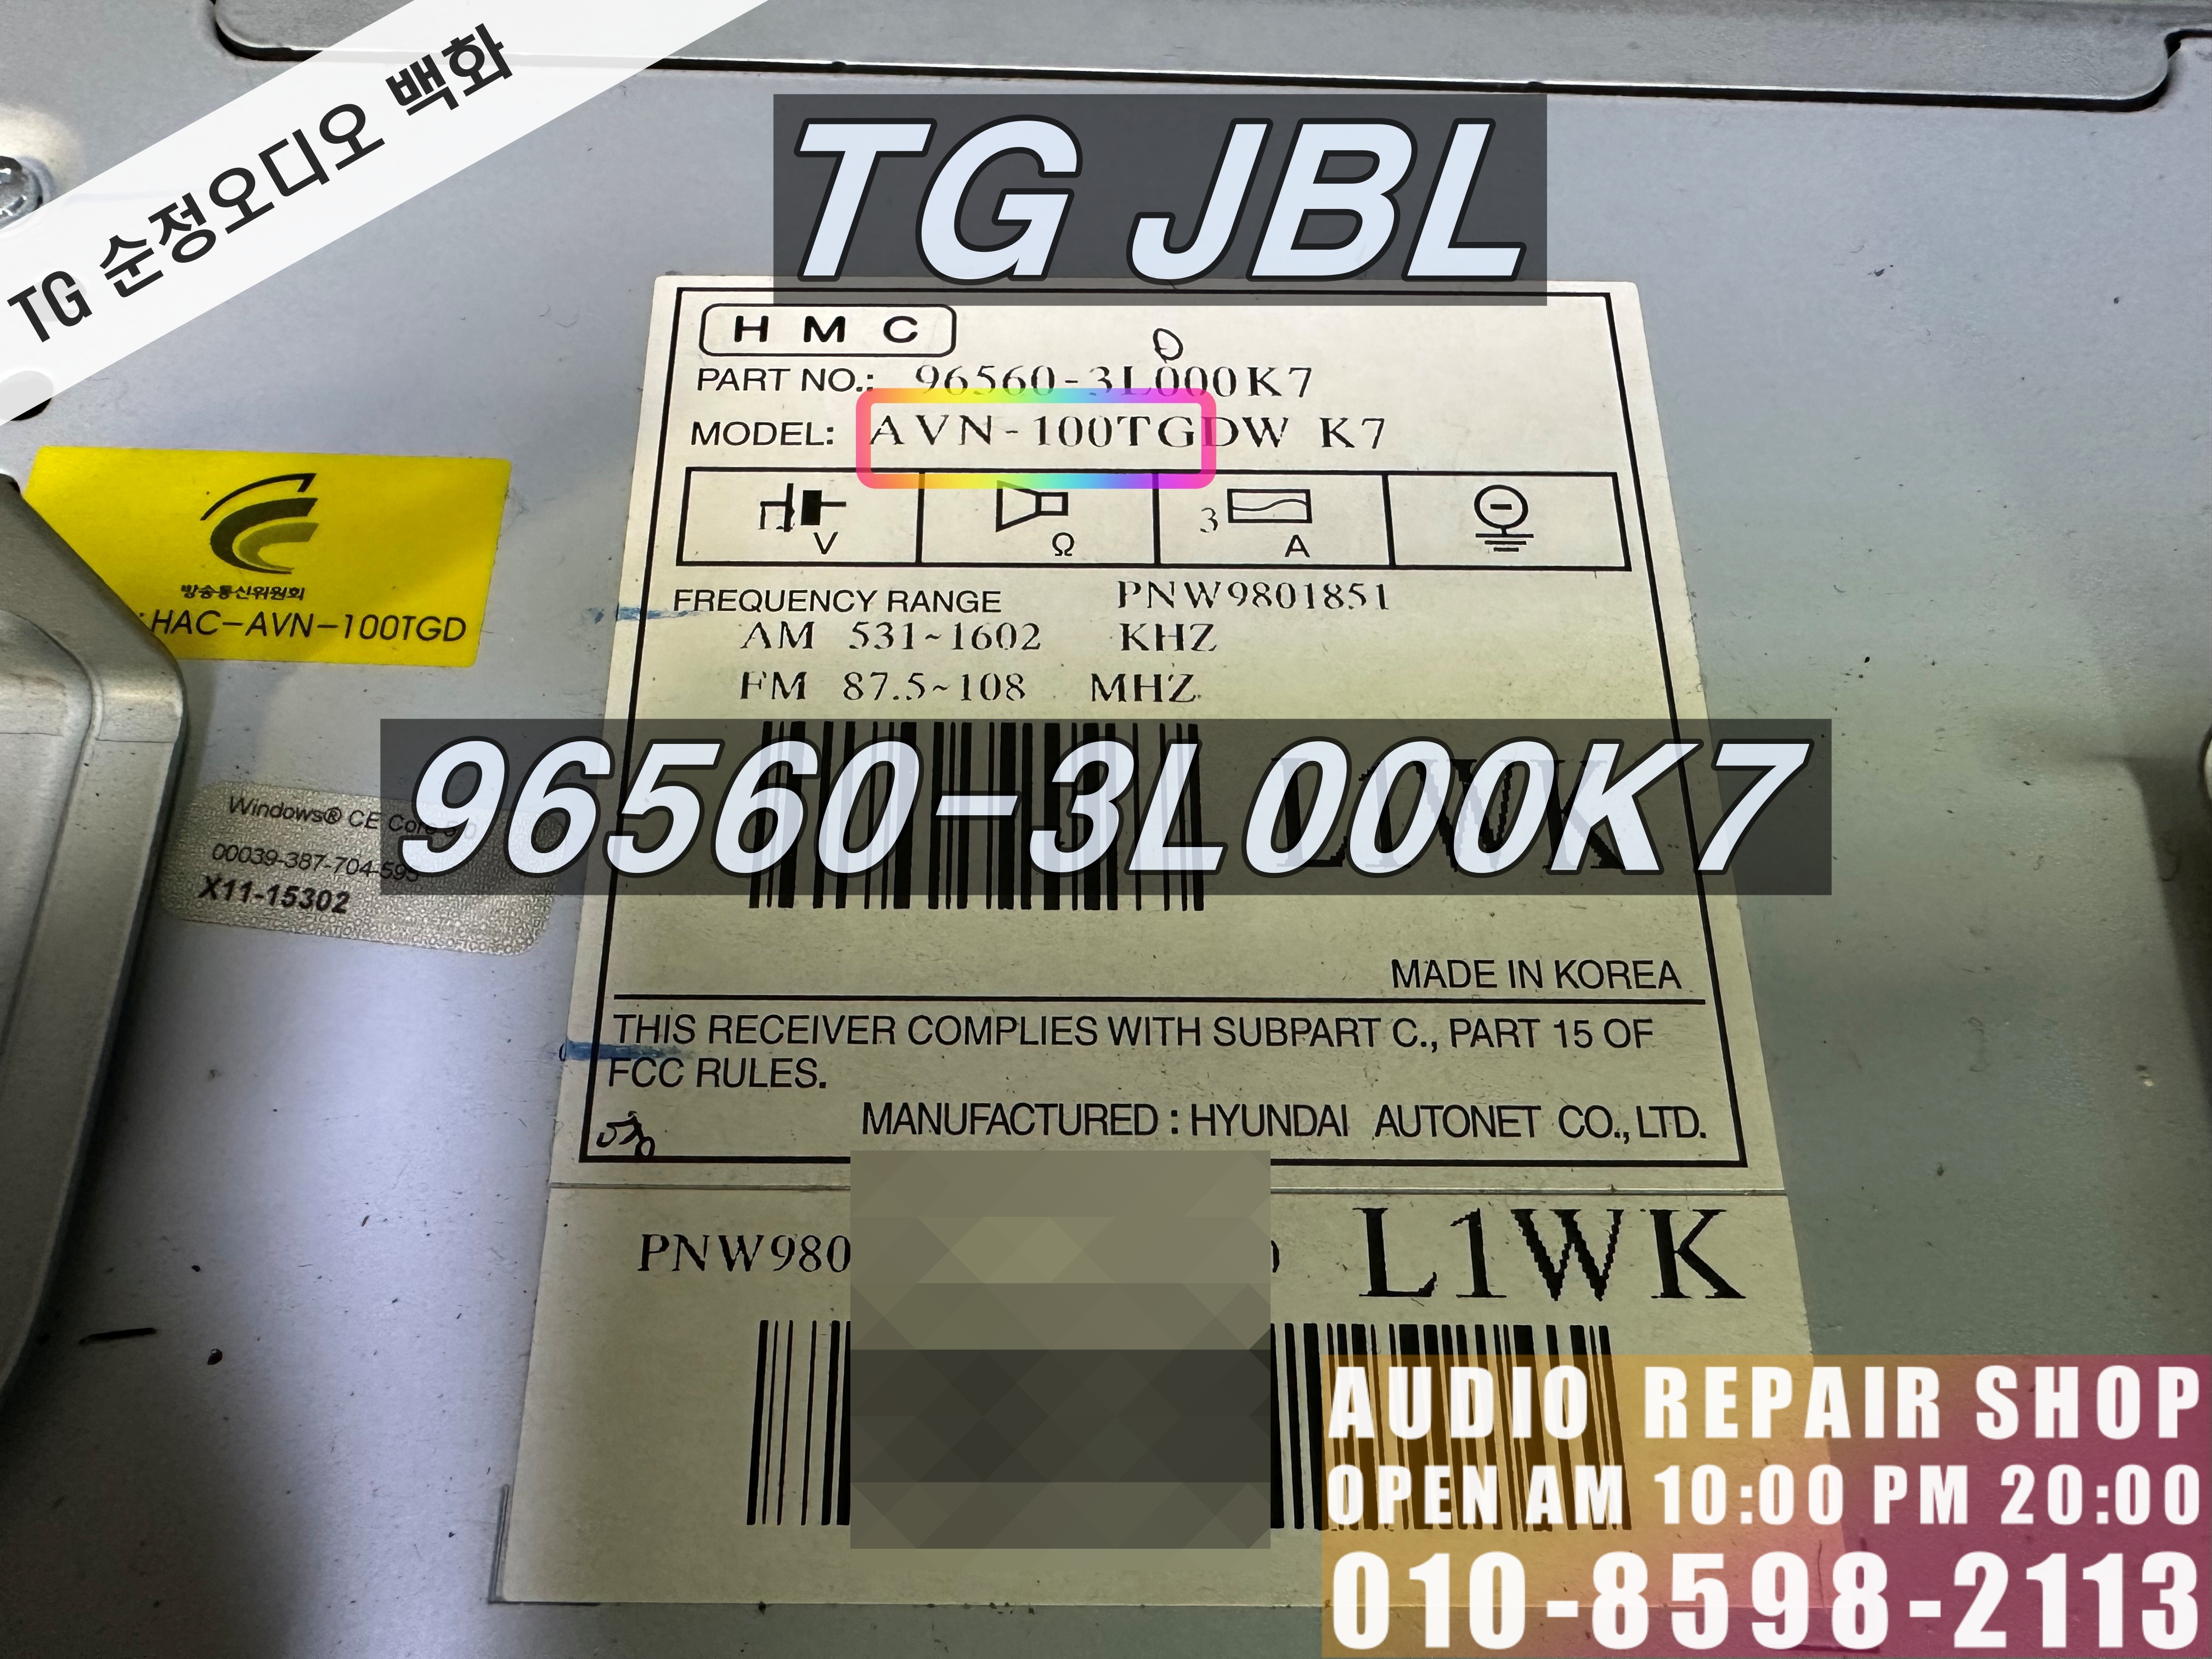 TG 순정오디오 백화
TG JBL
H M C
PART NO.: 96560-3L000K7
MODEL: AVN-100TGDW K7
V
Ω
3 A
FREQUENCY RANGE PNW9801851
AM 531~1602 KHZ
FM 87.5~108 MHZ
방송통신위원회
:HAC-AVN-100TGD
96560-3L000K7
L1WK
Windows® CE Core 5.0
00039-387-704-595
X11-15302
MADE IN KOREA
THIS RECEIVER COMPLIES WITH SUBPART C., PART 15 OF
FCC RULES.
MANUFACTURED : HYUNDAI AUTONET CO., LTD.
PNW980
L1WK
AUDIO REPAIR SHOP
OPEN AM 10:00 PM 20:00
010-8598-2113